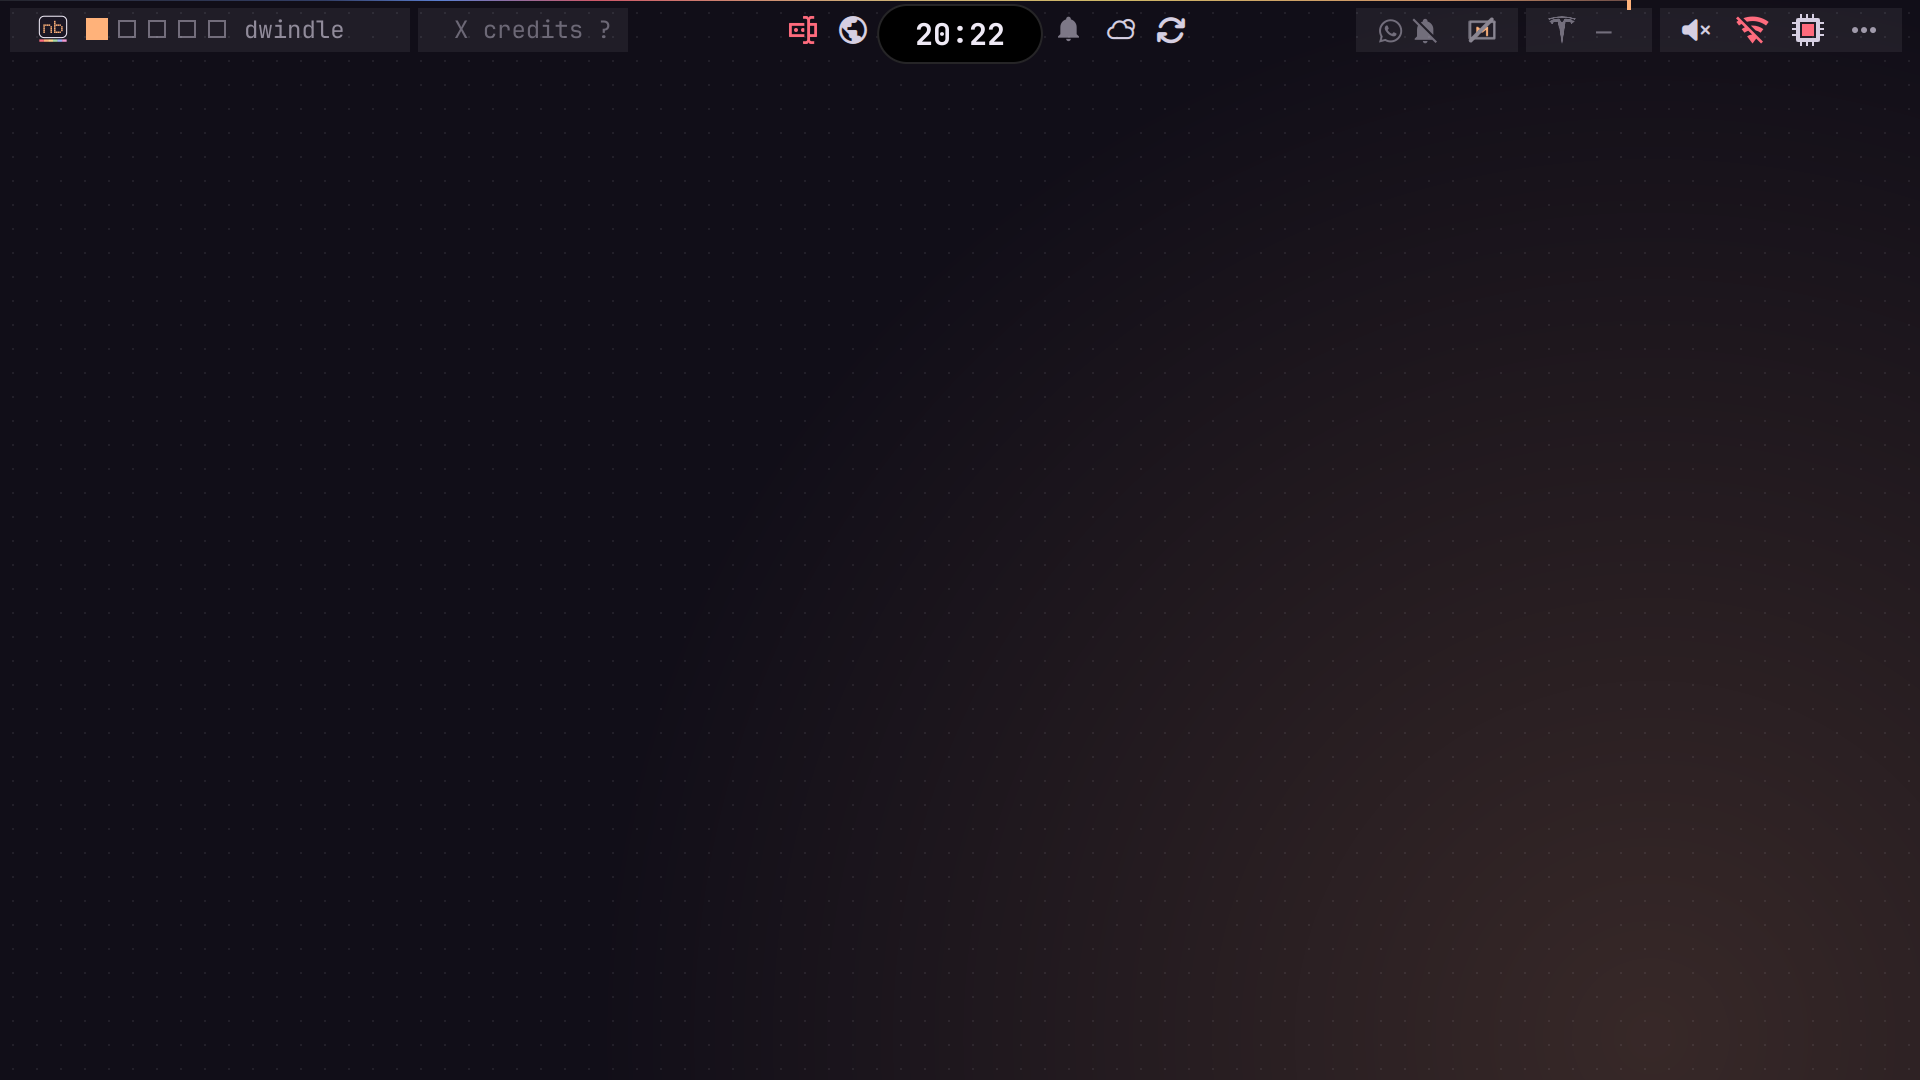 nb dwindle X credits ? 20:22 –